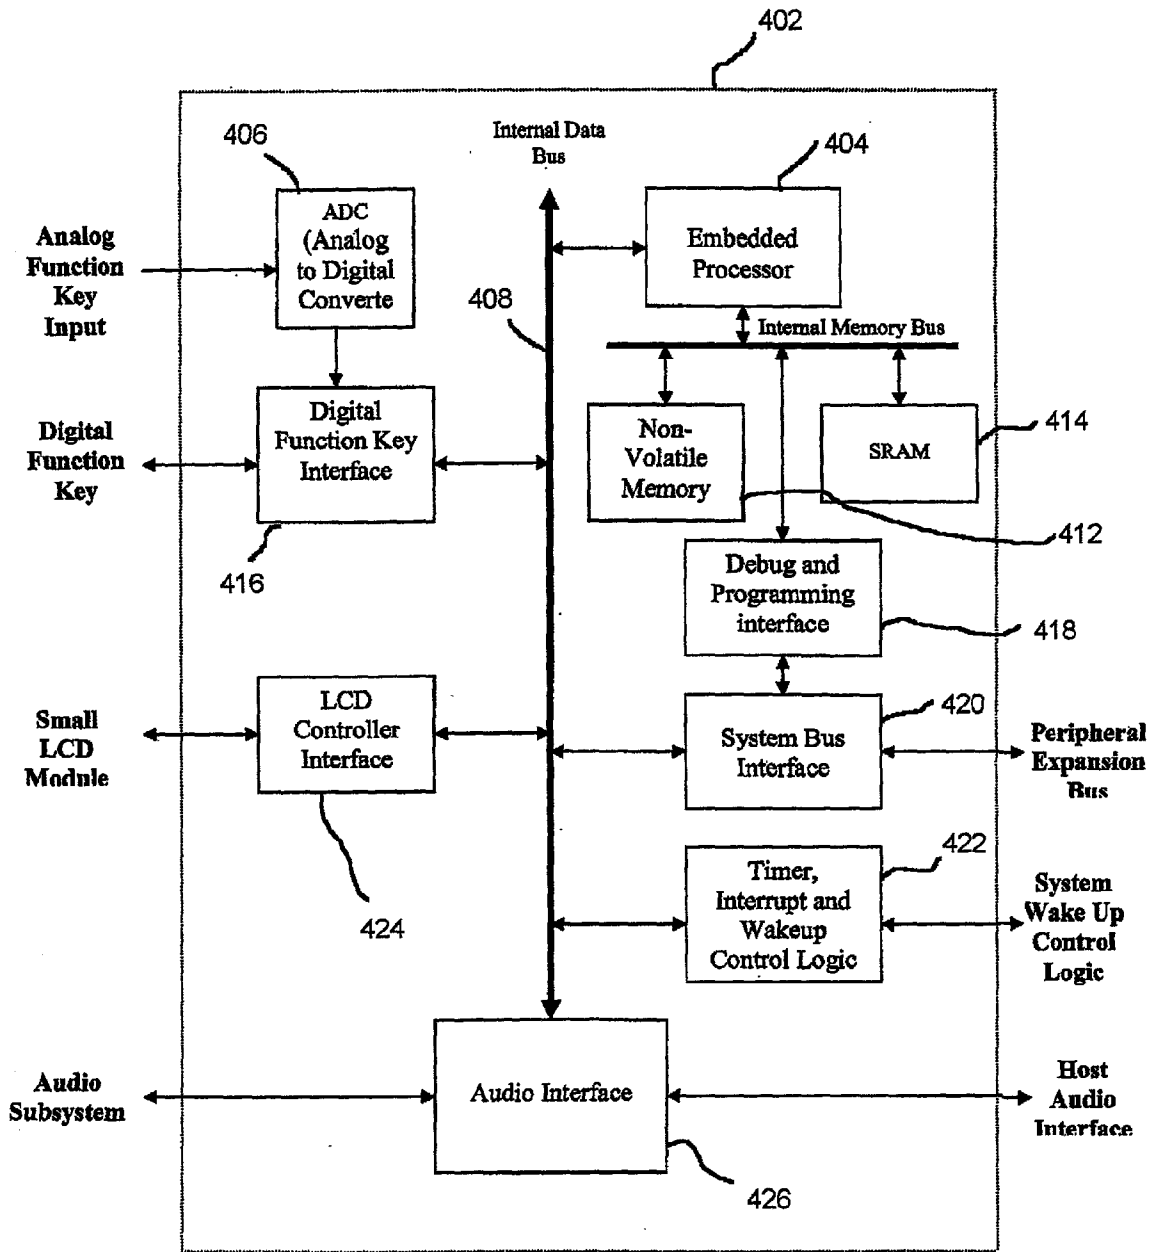 402
406
Internal Data
Bus
404
ADC
(Analog
to Digital
Converte
Embedded
Processor
Analog
Function
Key
Input
408
Internal Memory Bus
Digital
Function
Key
Digital
Function Key
Interface
Non-
Volatile
Memory
SRAM
414
412
416
Debug and
Programming
interface
418
Small
LCD
Module
LCD
Controller
Interface
420
System Bus
Interface
Peripheral
Expansion
Bus
424
422
Timer,
Interrupt and
Wakeup
Control Logic
System
Wake Up
Control
Logic
Audio
Subsystem
Audio Interface
Host
Audio
Interface
426